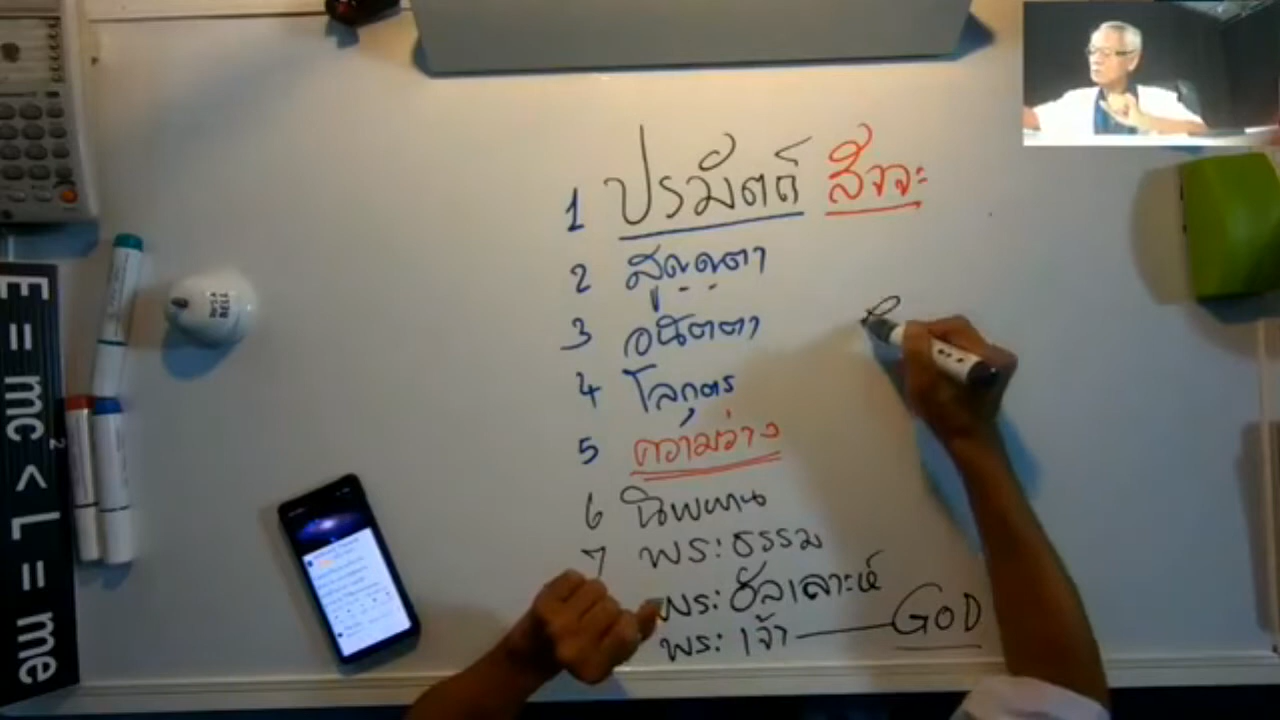 1 ปรมัตถ์ สัจจะ
2 สูญญตา
3 อนัตตา
4 โลกุตร
5 ความว่าง
6 นิพพาน
7 พระธรรม
พระอัลเลาะห์
พระเจ้า — GOD
E = mc² < L = me